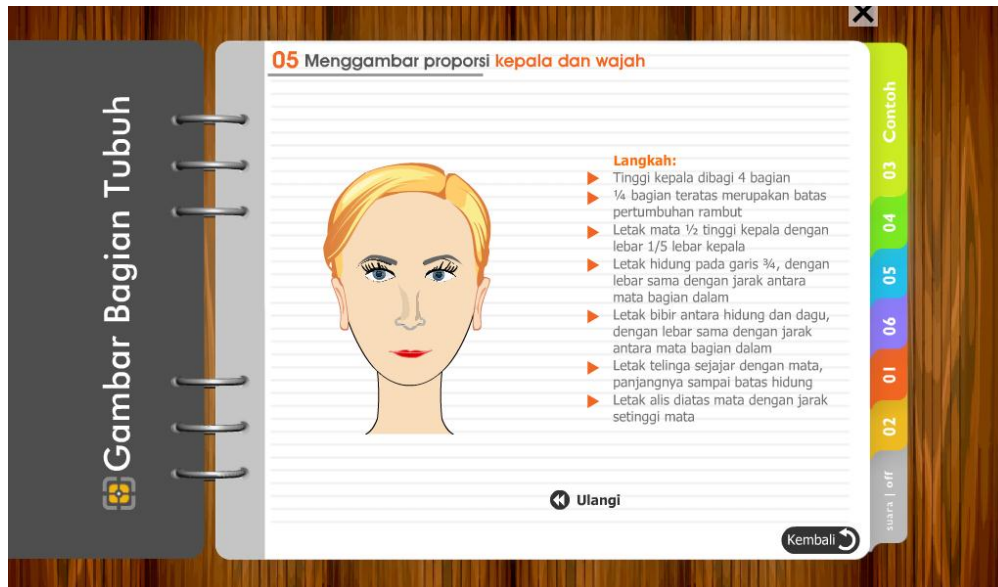 Gambar Bagian Tubuh
05 Menggambar proporsi kepala dan wajah
Langkah:
Tinggi kepala dibagi 4 bagian
¼ bagian teratas merupakan batas
pertumbuhan rambut
Letak mata ½ tinggi kepala dengan
lebar 1/5 lebar kepala
Letak hidung pada garis ¾, dengan
lebar sama dengan jarak antara
mata bagian dalam
Letak bibir antara hidung dan dagu,
dengan lebar sama dengan jarak
antara mata bagian dalam
Letak telinga sejajar dengan mata,
panjangnya sampai batas hidung
Letak alis diatas mata dengan jarak
setinggi mata
Ulangi
Kembali
03 Contoh
04
05
06
01
02
suara | off